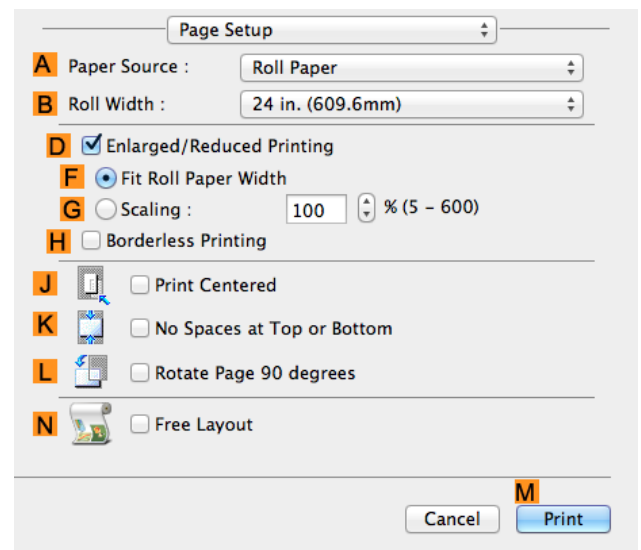 Page Setup
A Paper Source : Roll Paper
B Roll Width : 24 in. (609.6mm)
D Enlarged/Reduced Printing
F Fit Roll Paper Width
G Scaling : 100 % (5 - 600)
H Borderless Printing
J Print Centered
K No Spaces at Top or Bottom
L Rotate Page 90 degrees
N Free Layout
M
Cancel Print